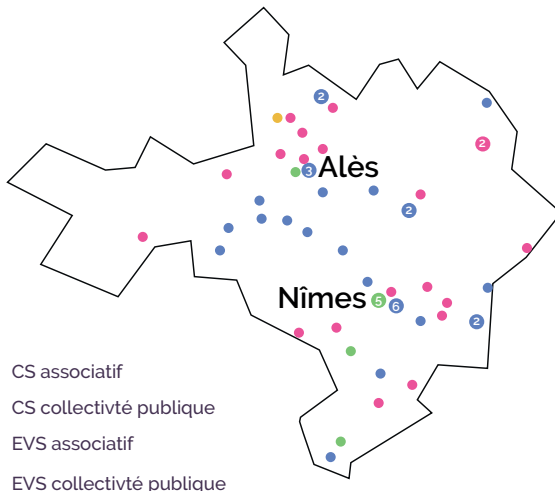 2
2
3 Alès
2
Nîmes 5 6
2
CS associatif
CS collectivté publique
EVS associatif
EVS collectivté publique